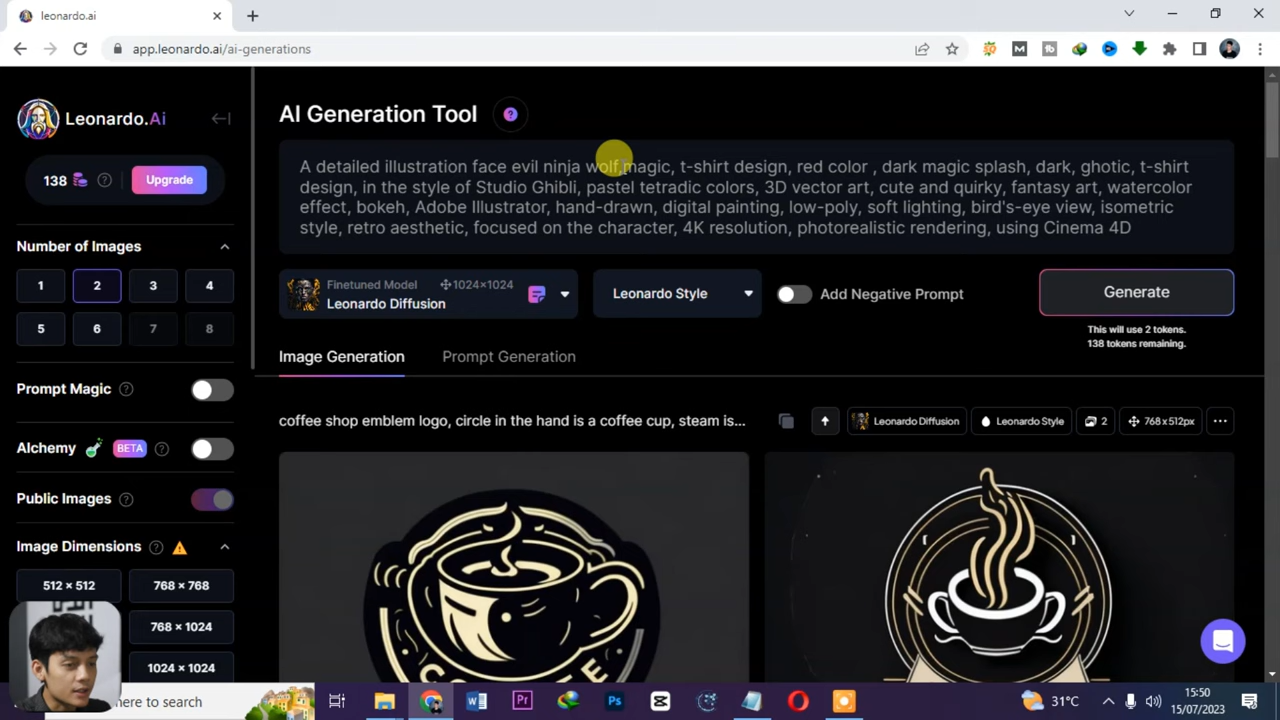 leonardo.ai
app.leonardo.ai/ai-generations
Leonardo.Ai
138
Upgrade
Number of Images
1 2 3 4
5 6 7 8
Prompt Magic
Alchemy BETA
Public Images
Image Dimensions
512 × 512 768 × 768
768 × 1024
1024 × 1024
AI Generation Tool
A detailed illustration face evil ninja wolf,magic, t-shirt design, red color , dark magic splash, dark, ghotic, t-shirt
design, in the style of Studio Ghibli, pastel tetradic colors, 3D vector art, cute and quirky, fantasy art, watercolor
effect, bokeh, Adobe Illustrator, hand-drawn, digital painting, low-poly, soft lighting, bird's-eye view, isometric
style, retro aesthetic, focused on the character, 4K resolution, photorealistic rendering, using Cinema 4D
Finetuned Model 1024×1024
Leonardo Diffusion
Leonardo Style
Add Negative Prompt
Generate
This will use 2 tokens.
138 tokens remaining.
Image Generation Prompt Generation
coffee shop emblem logo, circle in the hand is a coffee cup, steam is...
Leonardo Diffusion Leonardo Style 2 768x512px
here to search
31°C
15:50
15/07/2023